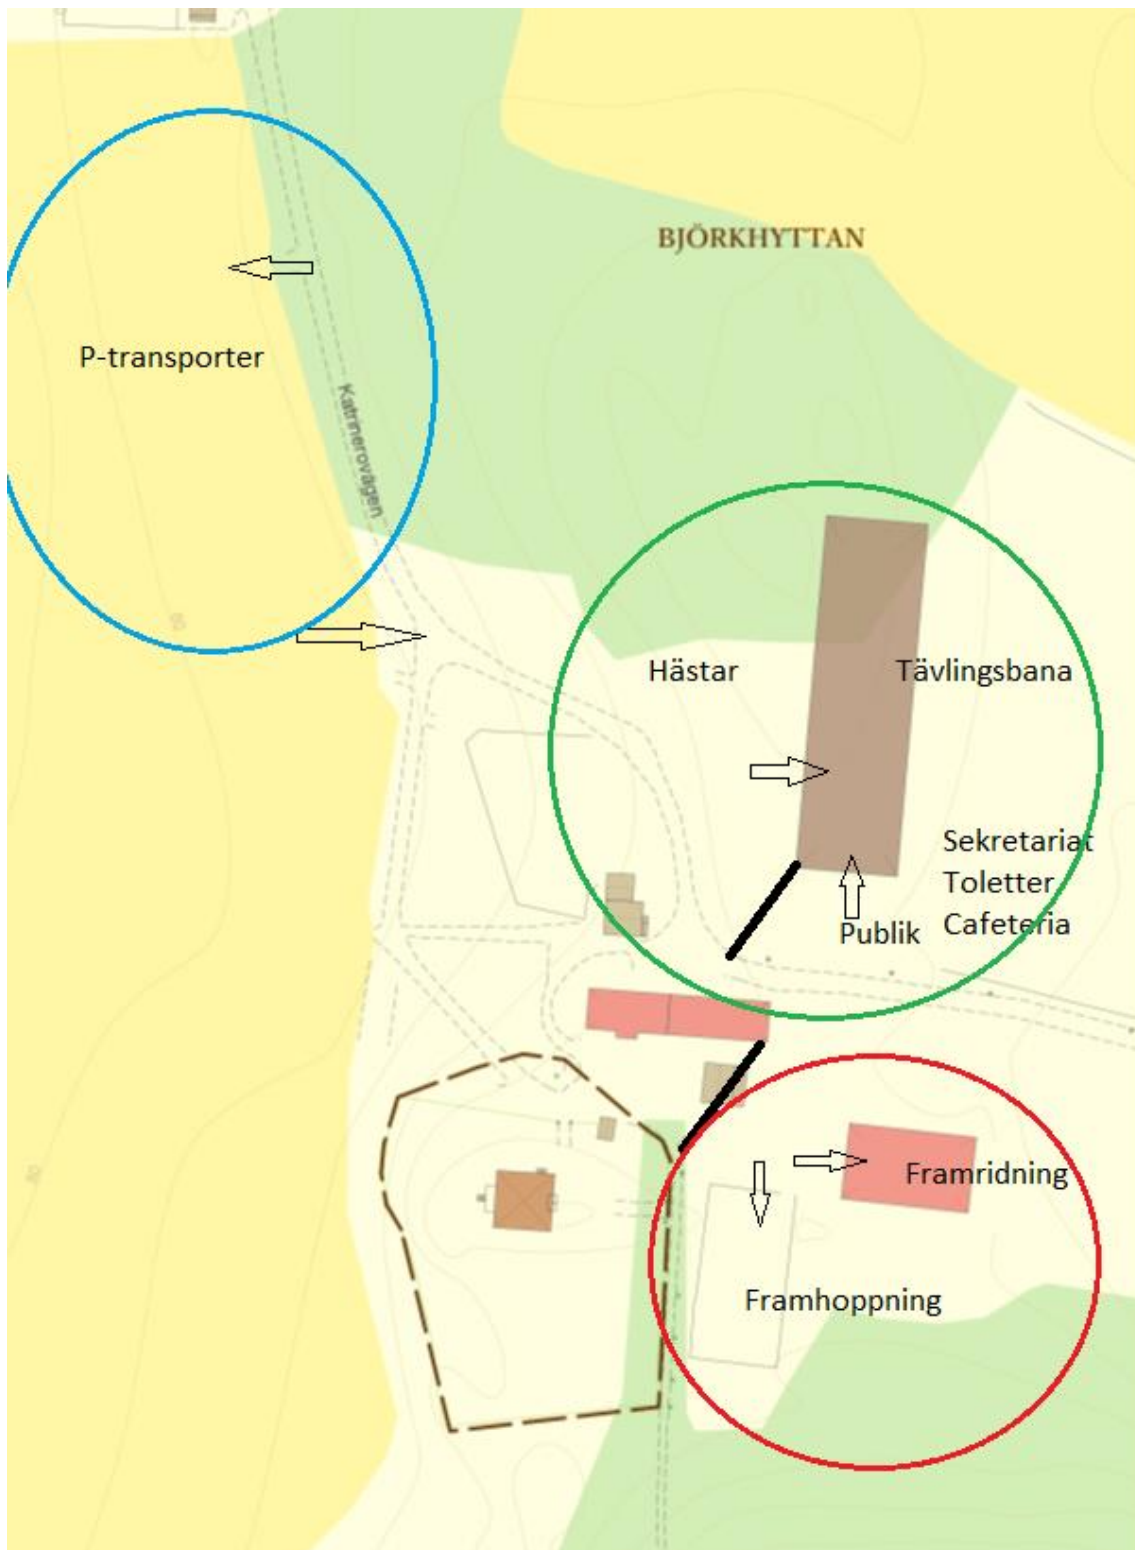 BJÖRKHYTTAN
P-transporter
Katrinerovägen
Hästar
Tävlingsbana
Sekretariat
Toletter
Cafeteria
Publik
Framridning
Framhoppning